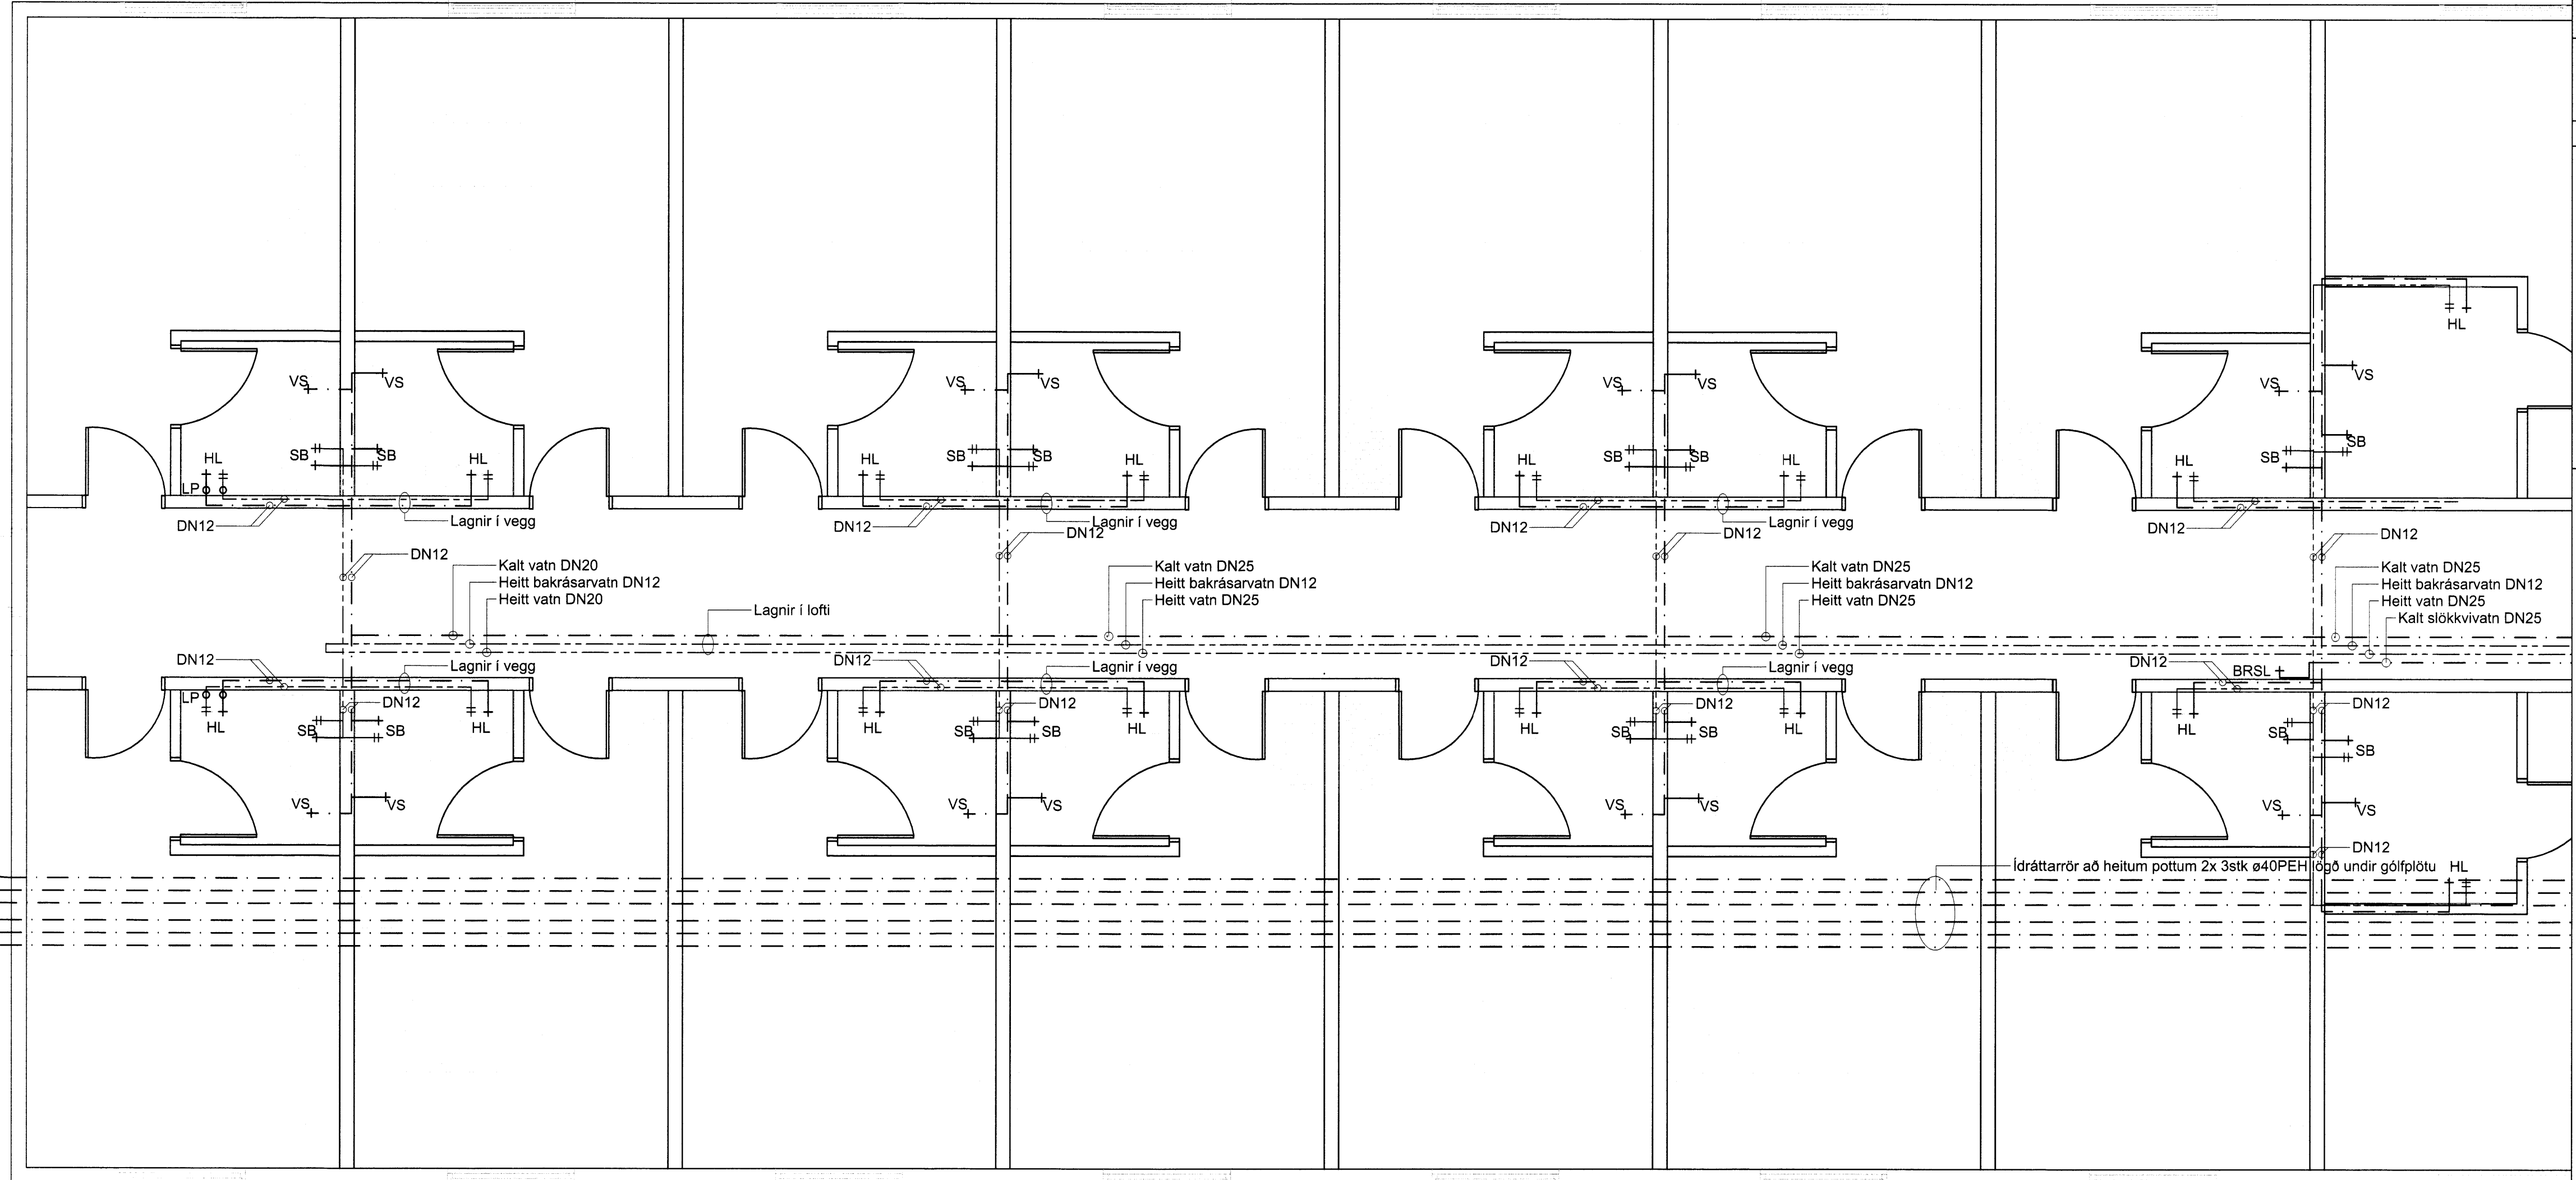 HL
VS
VS
VS
VS
VS
VS
VS
VS
SB
SB
SB
SB
SB
SB
SB
SB
HL
HL
HL
HL
HL
HL
HL
LP
DN12
Lagnir í vegg
DN12
Lagnir í vegg
DN12
Lagnir í vegg
DN12
DN12
DN12
DN12
DN12
Kalt vatn DN20
Heitt bakrásarvatn DN12
Heitt vatn DN20
Lagnir í lofti
Kalt vatn DN25
Heitt bakrásarvatn DN12
Heitt vatn DN25
Kalt vatn DN25
Heitt bakrásarvatn DN12
Heitt vatn DN25
Kalt vatn DN25
Heitt bakrásarvatn DN12
Heitt vatn DN25
Kalt slökkvivatn DN25
DN12
Lagnir í vegg
DN12
Lagnir í vegg
DN12
Lagnir í vegg
DN12
BRSL
LP
HL
HL
HL
HL
HL
HL
HL
DN12
DN12
DN12
DN12
SB
SB
SB
SB
SB
SB
SB
SB
VS
VS
VS
VS
VS
VS
VS
VS
DN12
Ídráttarrör að heitum pottum 2x 3stk ø40PEH lögð undir gólfplötu
HL